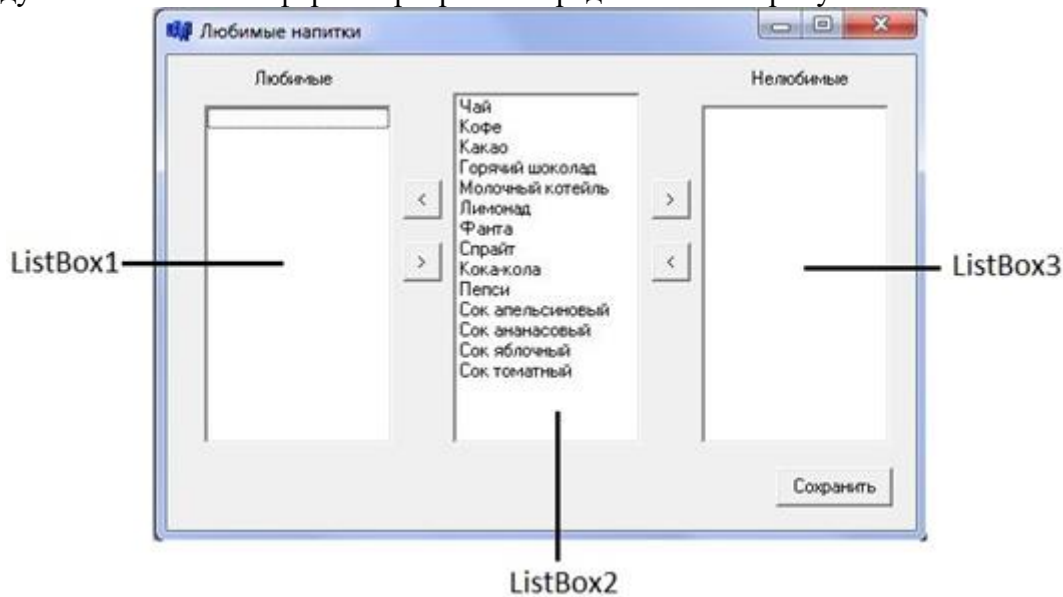 Любимые напитки
Любимые
Нелюбимые
Чай
Кофе
Какао
Горячий шоколад
Молочный котейль
Лимонад
Фанта
Спрайт
Кока-кола
Пепси
Сок апельсиновый
Сок ананасовый
Сок яблочный
Сок томатный
<
>
>
<
ListBox1
ListBox3
Сохранить
ListBox2